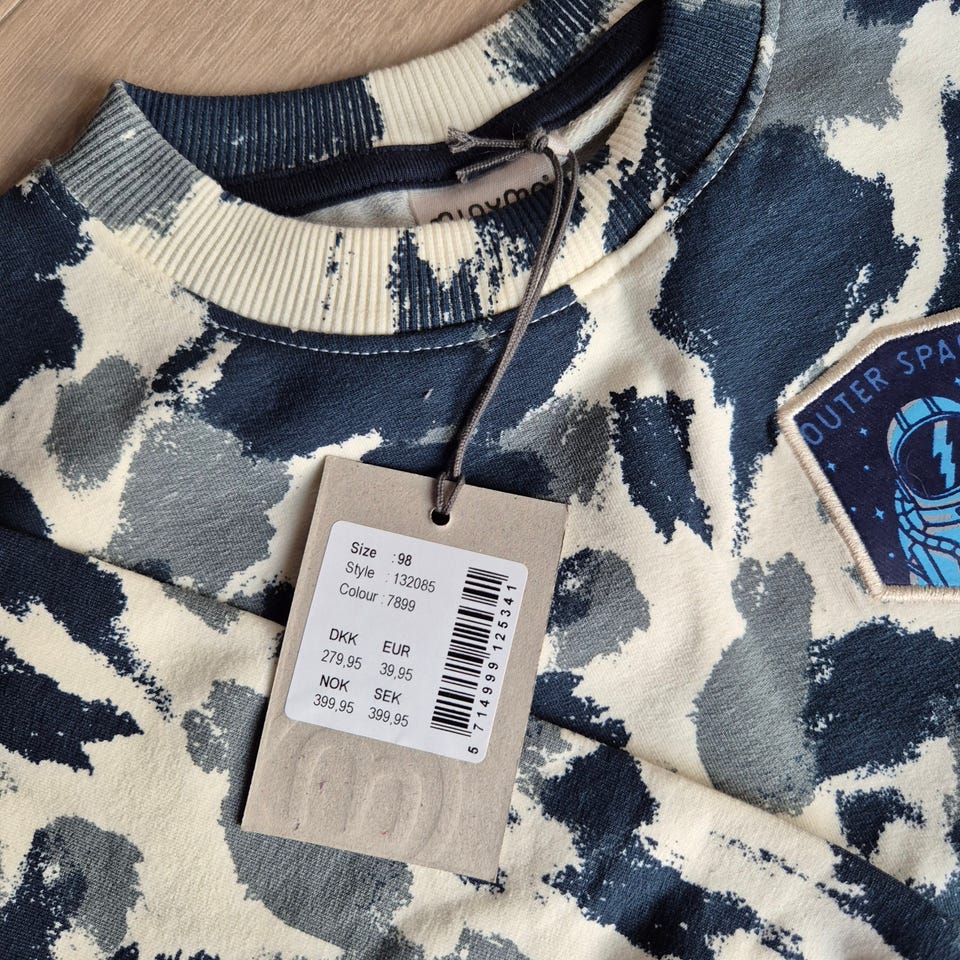 OUTER
Size : 98
Style : 132085
Colour : 7899
DKK EUR
279,95 39,95
NOK SEK
399,95 399,95
5 714999 125341